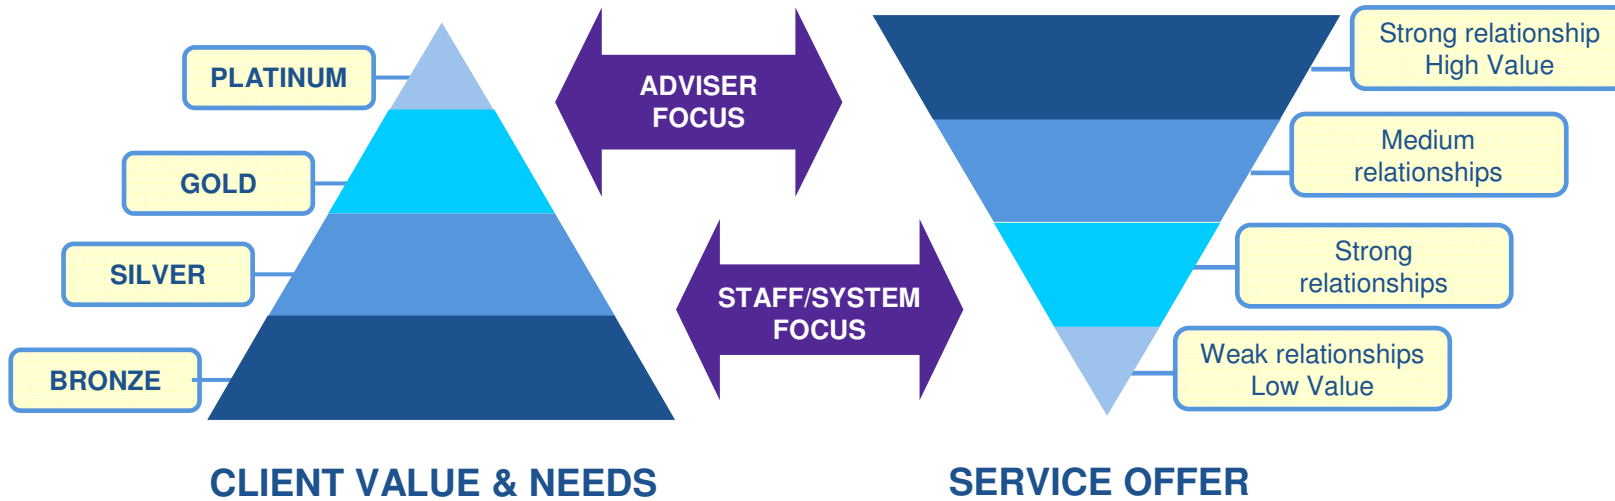 PLATINUM
GOLD
SILVER
BRONZE
CLIENT VALUE & NEEDS
ADVISER
FOCUS
STAFF/SYSTEM
FOCUS
Strong relationship
High Value
Medium
relationships
Strong
relationships
Weak relationships
Low Value
SERVICE OFFER